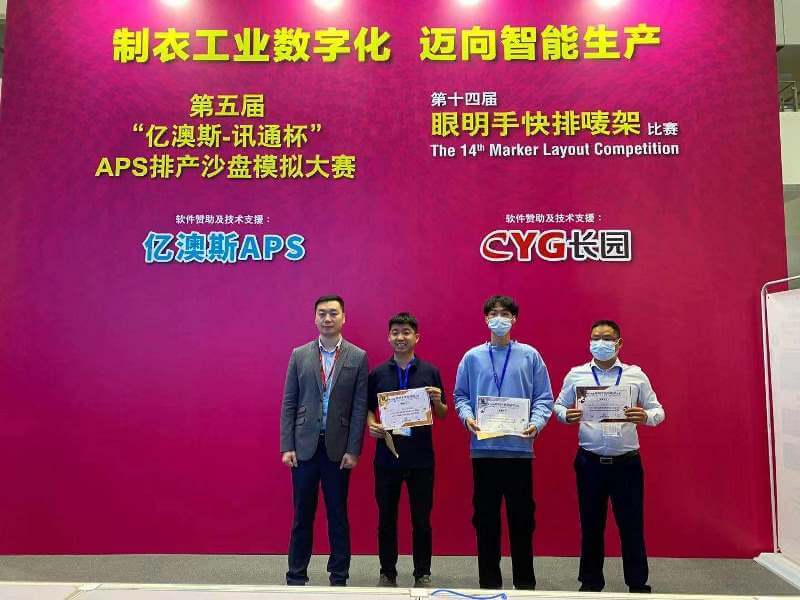 制衣工业数字化 迈向智能生产
第五届
“亿澳斯-讯通杯”
APS排产沙盘模拟大赛
第十四届
眼明手快排唛架 比赛
The 14th Marker Layout Competition
软件赞助及技术支援：
亿澳斯APS
软件赞助及技术支援：
CYG长园